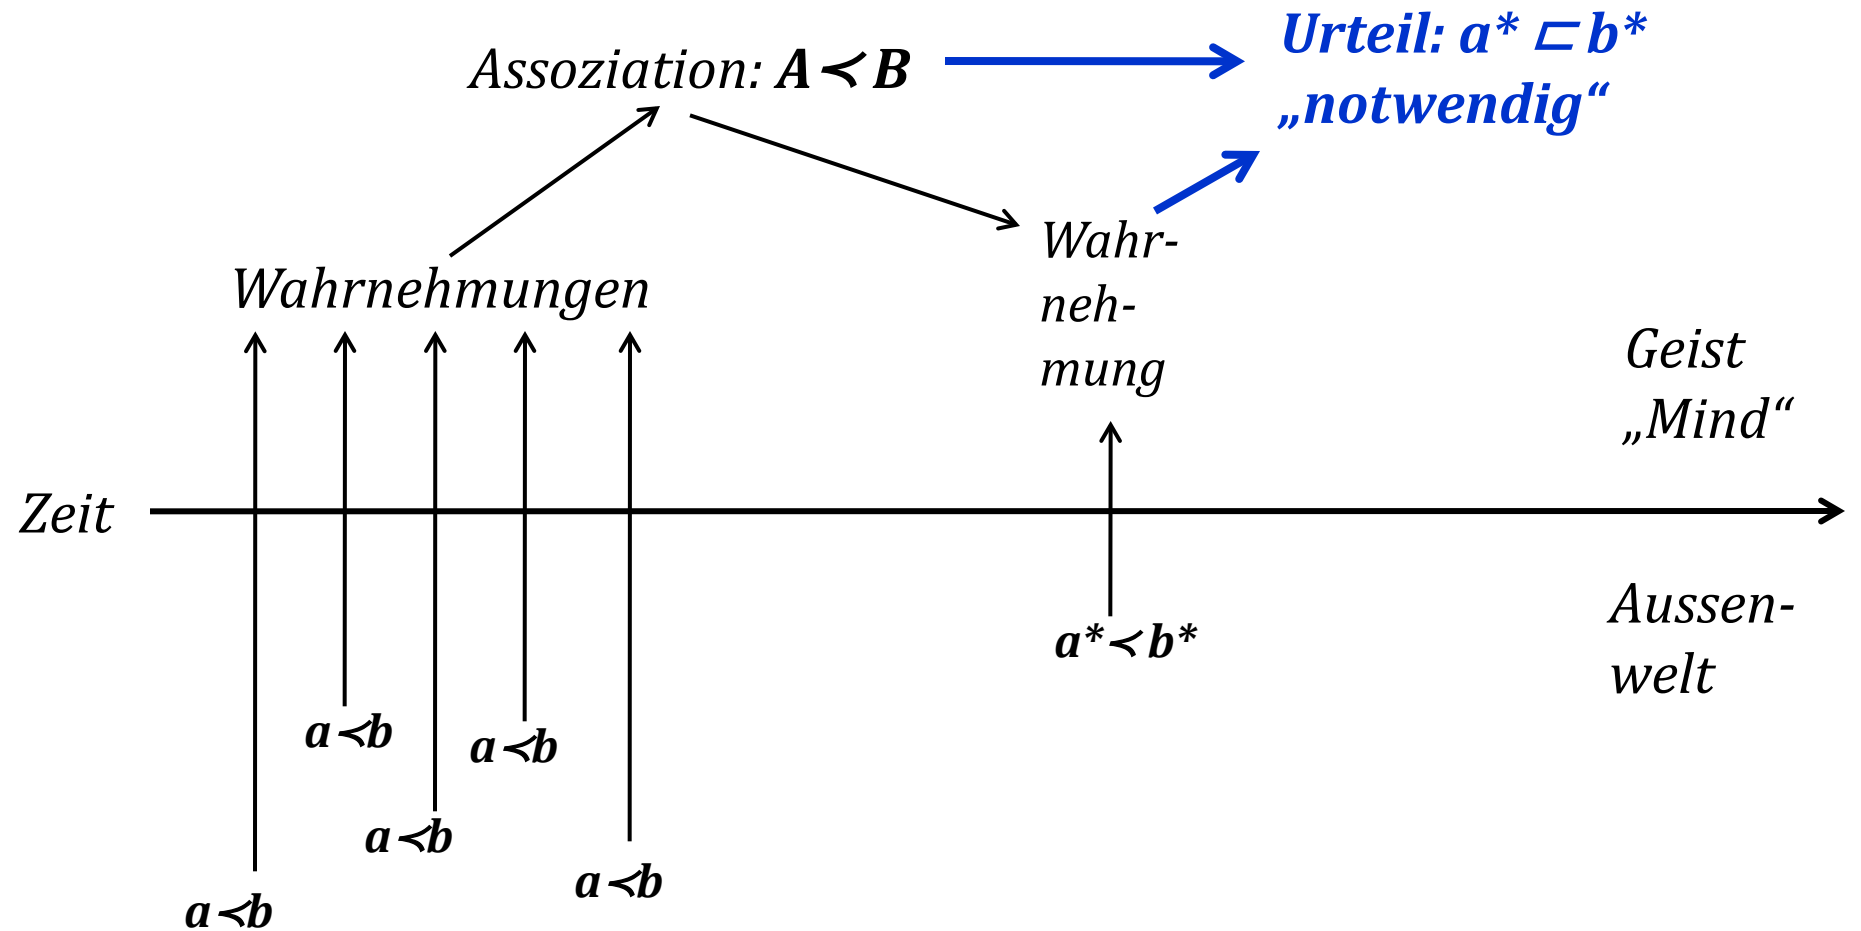 Urteil: a* ⊏ b*
Assoziation: A ≺ B
„notwendig“
Wahr-
neh-
mung
Wahrnehmungen
Geist
„Mind“
Zeit
Aussen-
welt
a* ≺ b*
a ≺ b
a ≺ b
a ≺ b
a ≺ b
a ≺ b